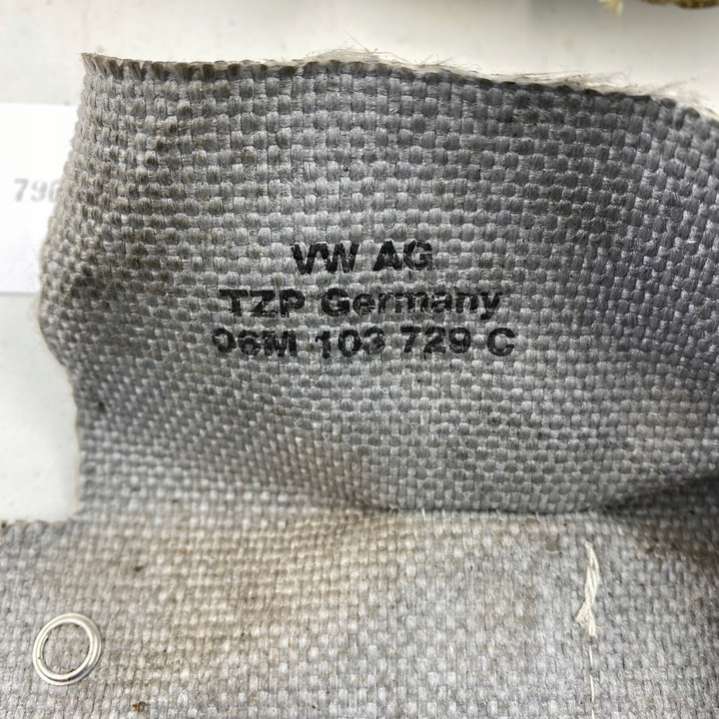 VW AG
TZP Germany
06M 103 729 C